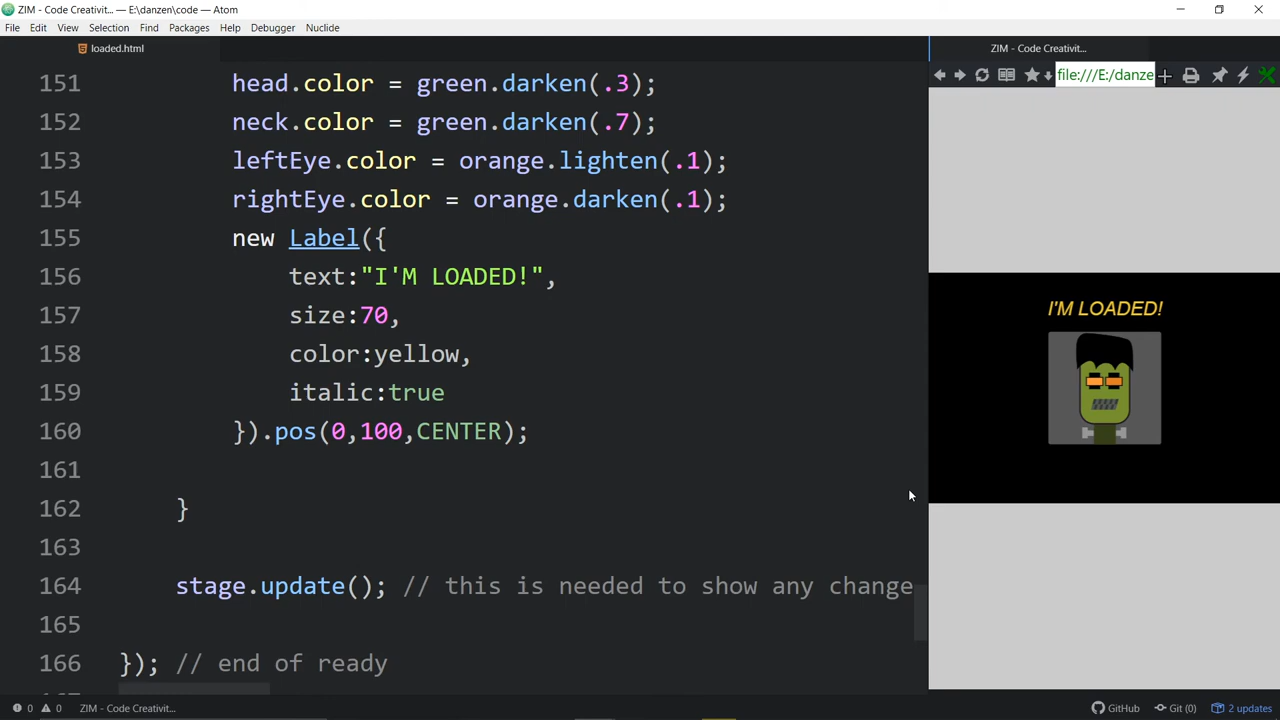 ZIM - Code Creativit... — E:\danzen\code — Atom
File Edit View Selection Find Packages Help Debugger Nuclide
loaded.html
ZIM - Code Creativit...
file:///E:/danze
151 head.color = green.darken(.3);
152 neck.color = green.darken(.7);
153 leftEye.color = orange.lighten(.1);
154 rightEye.color = orange.darken(.1);
155 new Label({
156 text:"I'M LOADED!",
157 size:70,
158 color:yellow,
159 italic:true
160 }).pos(0,100,CENTER);
161
162 }
163
164 stage.update(); // this is needed to show any change
165
166 }); // end of ready
I'M LOADED!
0 0 ZIM - Code Creativit...
GitHub Git (0) 2 updates